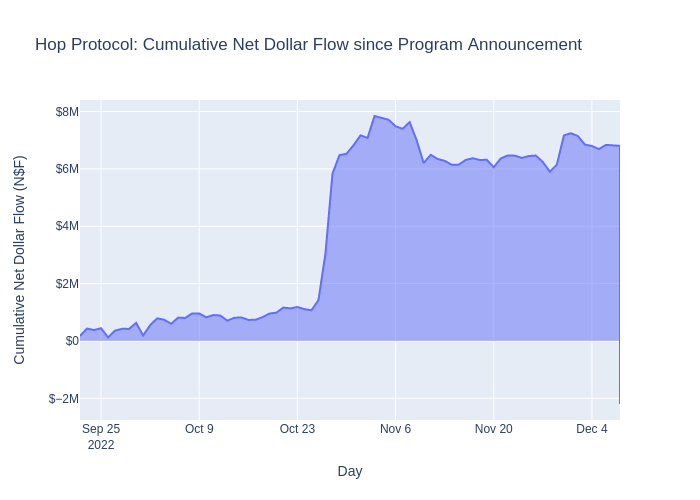 Hop Protocol: Cumulative Net Dollar Flow since Program Announcement
Cumulative Net Dollar Flow (N$F)
$8M
$6M
$4M
$2M
$0
$−2M
Sep 25
2022
Oct 9
Oct 23
Nov 6
Nov 20
Dec 4
Day